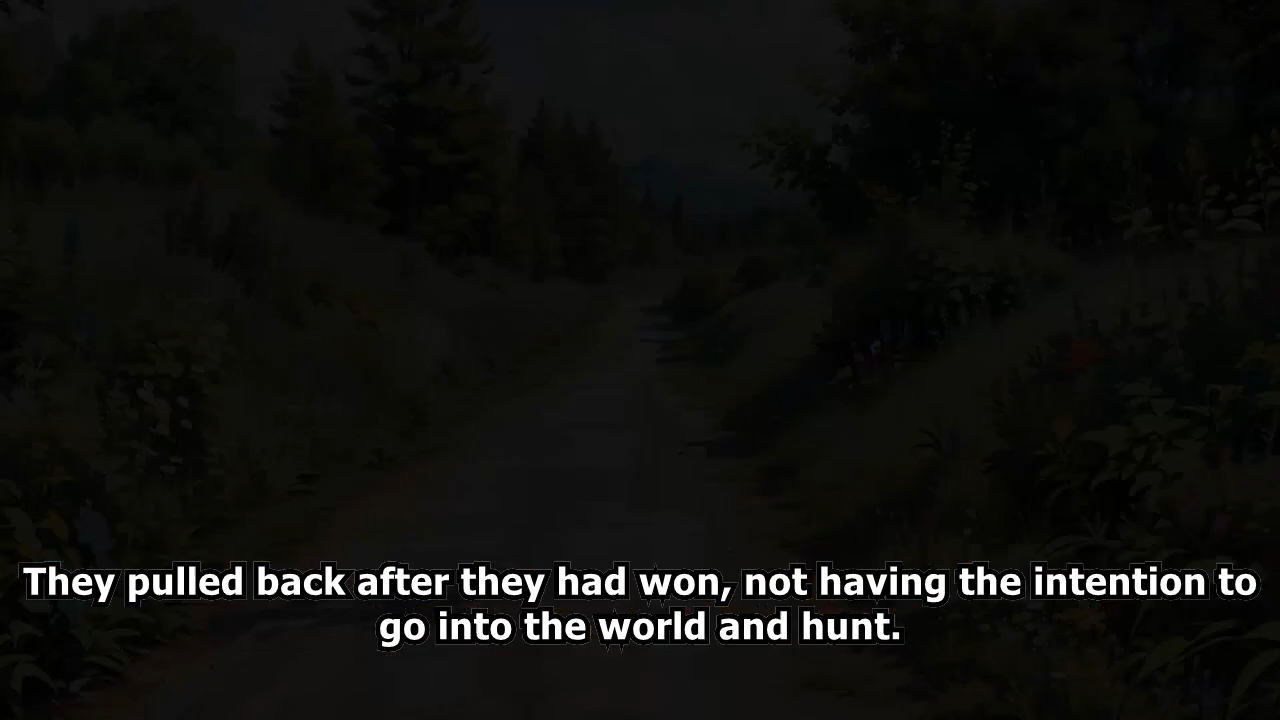 They pulled back after they had won, not having the intention to
go into the world and hunt.